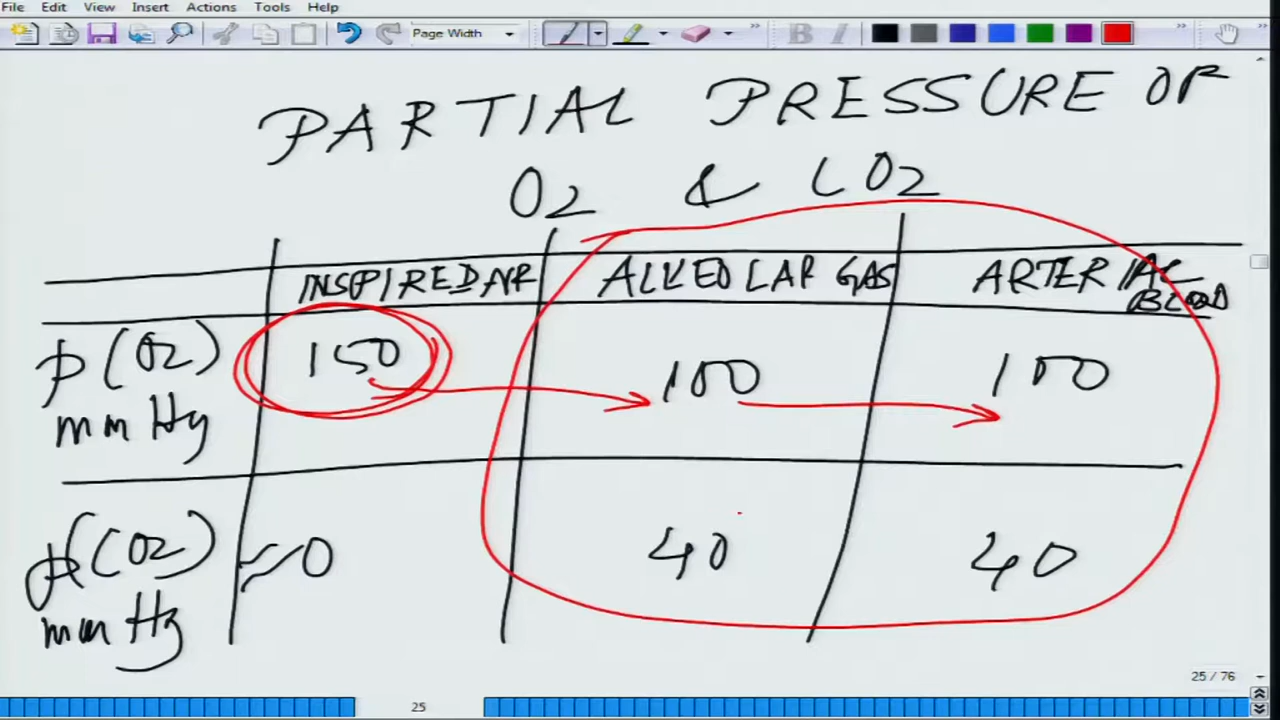 File Edit View Insert Actions Tools Help
Page Width
PARTIAL PRESSURE OF
O2 & CO2
INSPIRED AIR ALVEOLAR GAS ARTERIAL
BLOOD
p(O2) 150 100 100
mm Hg
p(CO2) ≈0 40 40
mm Hg
25 / 76
25